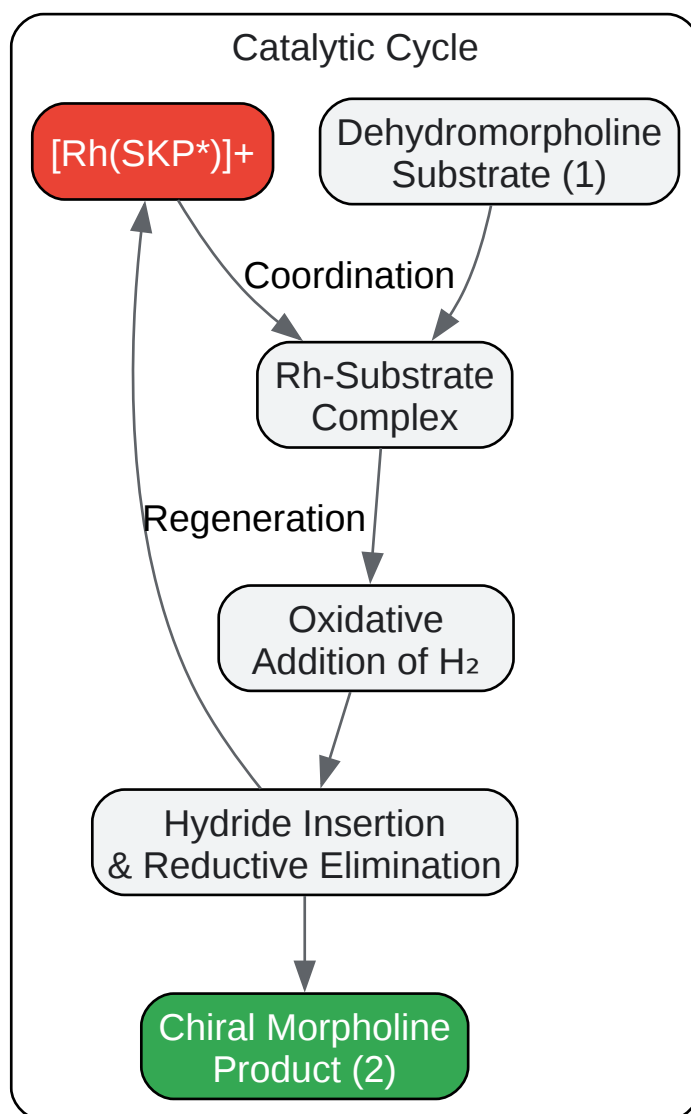 Catalytic Cycle
[Rh(SKP*)]+
Dehydromorpholine
Substrate (1)
Coordination
Rh-Substrate
Complex
Regeneration
Oxidative
Addition of H₂
Hydride Insertion
& Reductive Elimination
Chiral Morpholine
Product (2)